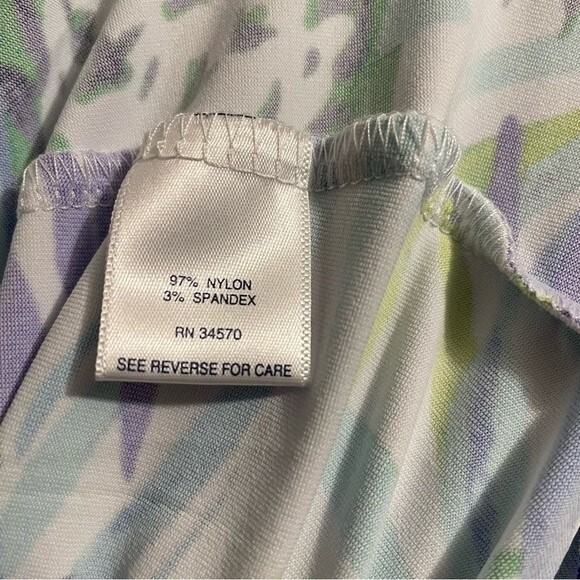 97% NYLON
3% SPANDEX
RN 34570
SEE REVERSE FOR CARE